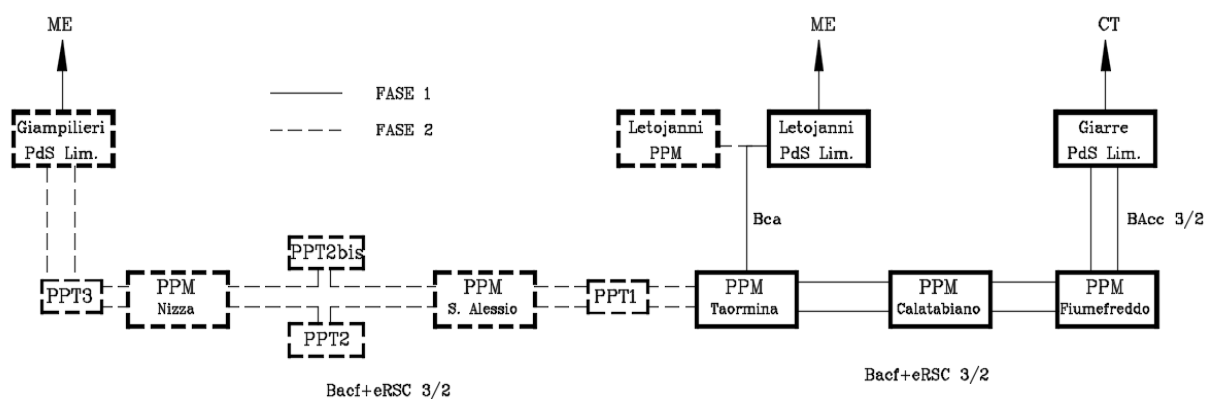 ME
ME
CT
FASE 1
FASE 2
Giampilieri
PdS Lim.
Letojanni
PPM
Letojanni
PdS Lim.
Giarre
PdS Lim.
Bca
BAcc 3/2
PPT3
PPM
Nizza
PPT2bis
PPT2
PPM
S. Alessio
PPT1
PPM
Taormina
PPM
Calatabiano
PPM
Fiumefreddo
Bacf+eRSC 3/2
Bacf+eRSC 3/2